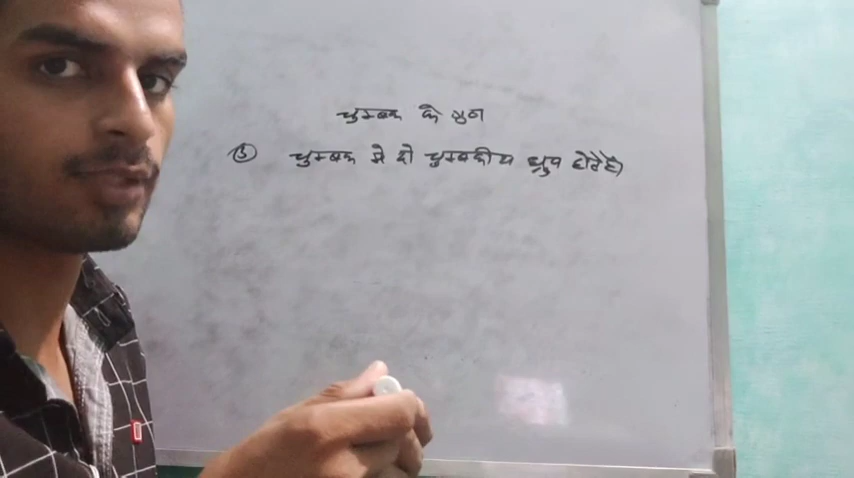 चुम्बक के गुण
① चुम्बक मे दो चुम्बकीय ध्रुव होते है।